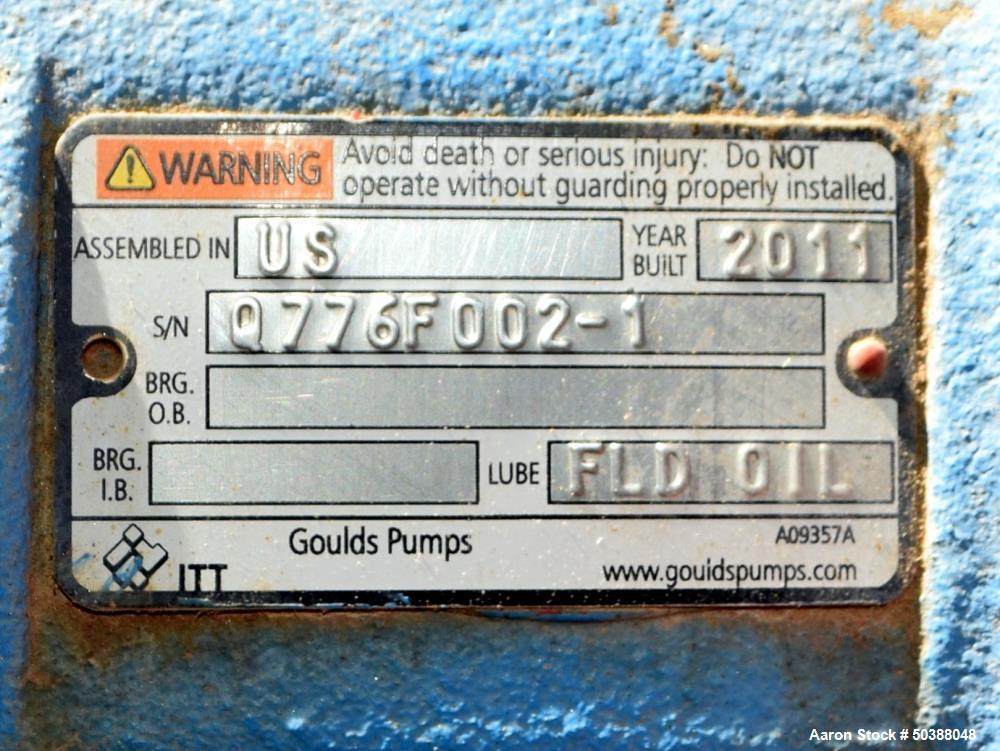 WARNING Avoid death or serious injury: Do NOT
operate without guarding properly installed.
ASSEMBLED IN US YEAR BUILT 2011
S/N Q776F002-1
BRG. O.B.
BRG. I.B. LUBE FLD OIL
Goulds Pumps A09357A
ITT www.gouldspumps.com
Aaron Stock # 50388048